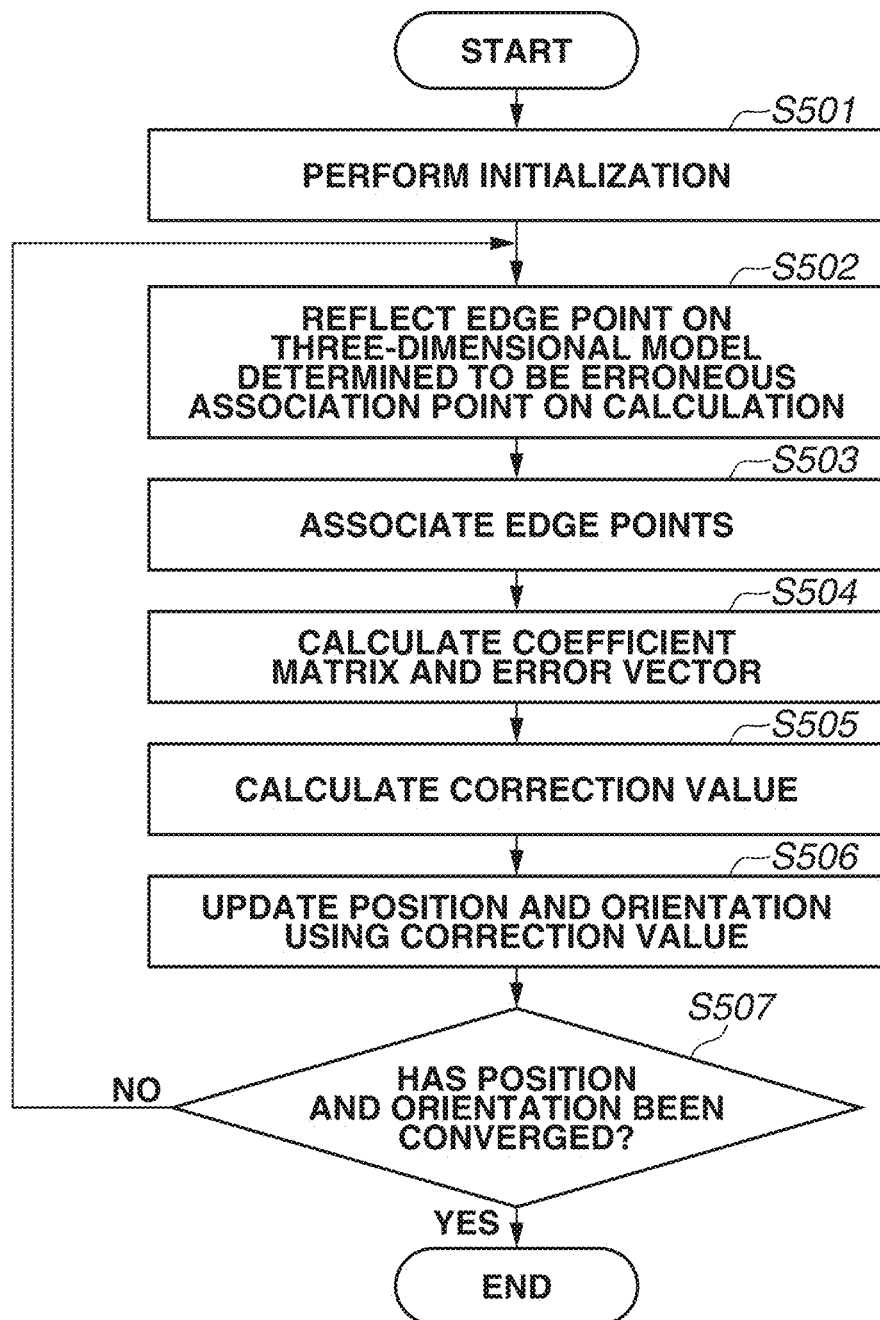 START
S501
PERFORM INITIALIZATION
S502
REFLECT EDGE POINT ON
THREE-DIMENSIONAL MODEL
DETERMINED TO BE ERRONEOUS
ASSOCIATION POINT ON CALCULATION
S503
ASSOCIATE EDGE POINTS
S504
CALCULATE COEFFICIENT
MATRIX AND ERROR VECTOR
S505
CALCULATE CORRECTION VALUE
S506
UPDATE POSITION AND ORIENTATION
USING CORRECTION VALUE
S507
HAS POSITION
AND ORIENTATION BEEN
CONVERGED?
NO
YES
END